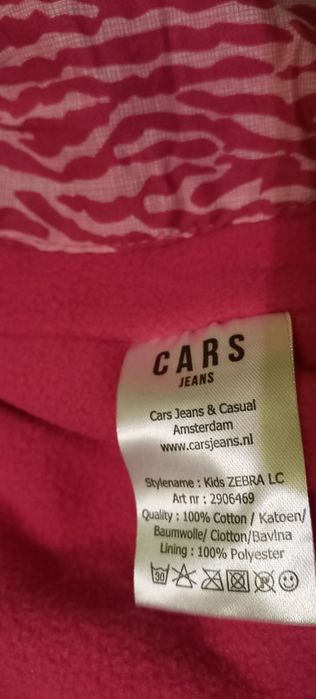 CARS
JEANS
Cars Jeans & Casual
Amsterdam
www.carsjeans.nl
Stylename : Kids ZEBRA LC
Art nr : 2906469
Quality : 100% Cotton / Katoen/
Baumwolle/ Clotton/Bavlna
Lining : 100% Polyester
30